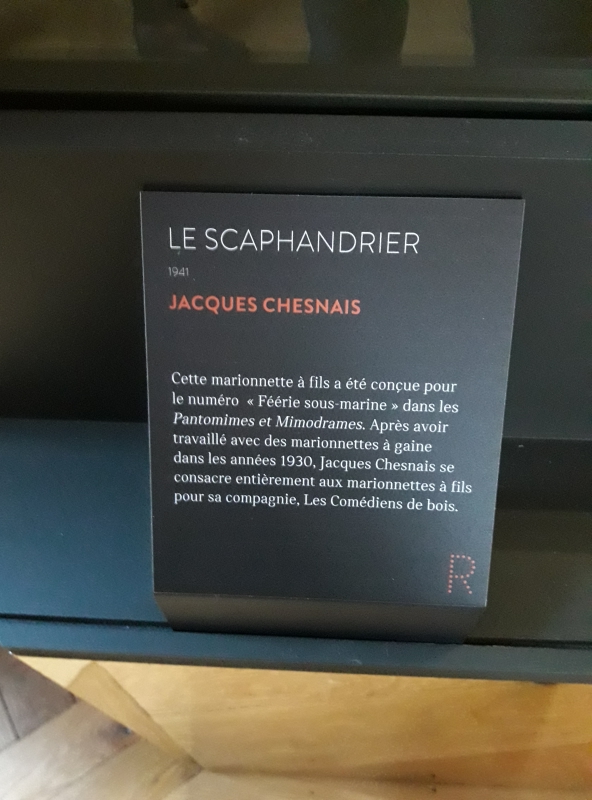 LE SCAPHANDRIER
1941
JACQUES CHESNAIS
Cette marionnette à fils a été conçue pour
le numéro « Féérie sous-marine » dans les
Pantomimes et Mimodrames. Après avoir
travaillé avec des marionnettes à gaine
dans les années 1930, Jacques Chesnais se
consacre entièrement aux marionnettes à fils
pour sa compagnie, Les Comédiens de bois.
R